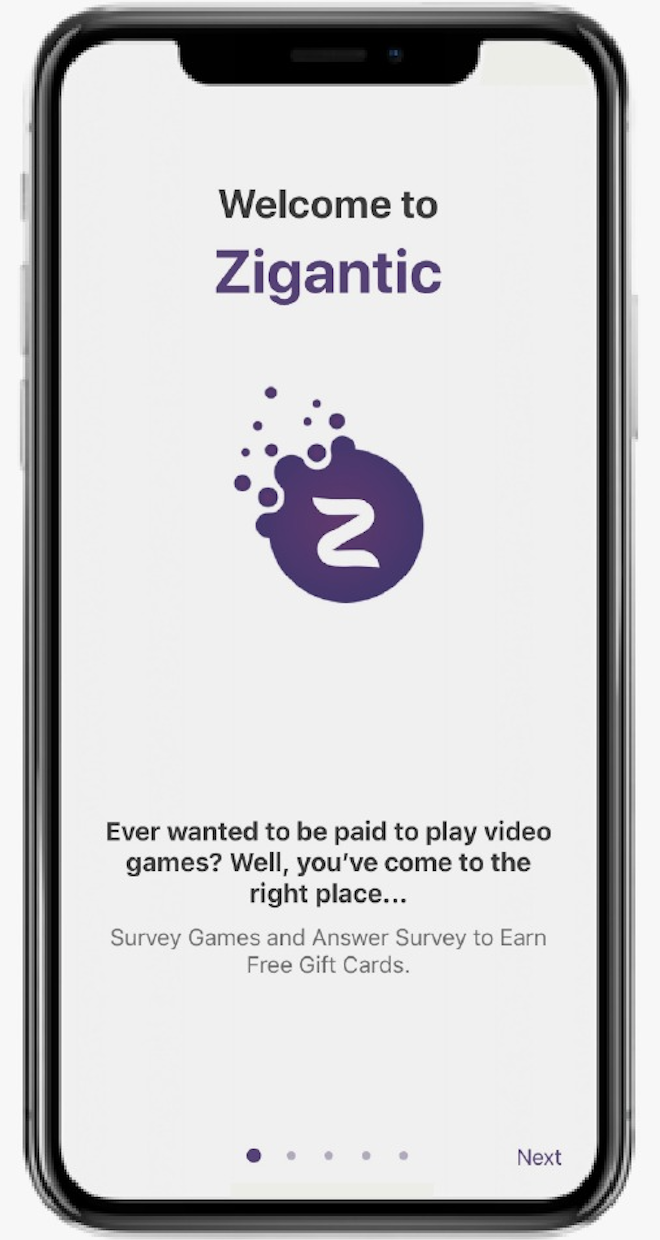 Welcome to
Zigantic
Z
Ever wanted to be paid to play video
games? Well, you've come to the
right place...
Survey Games and Answer Survey to Earn
Free Gift Cards.
Next